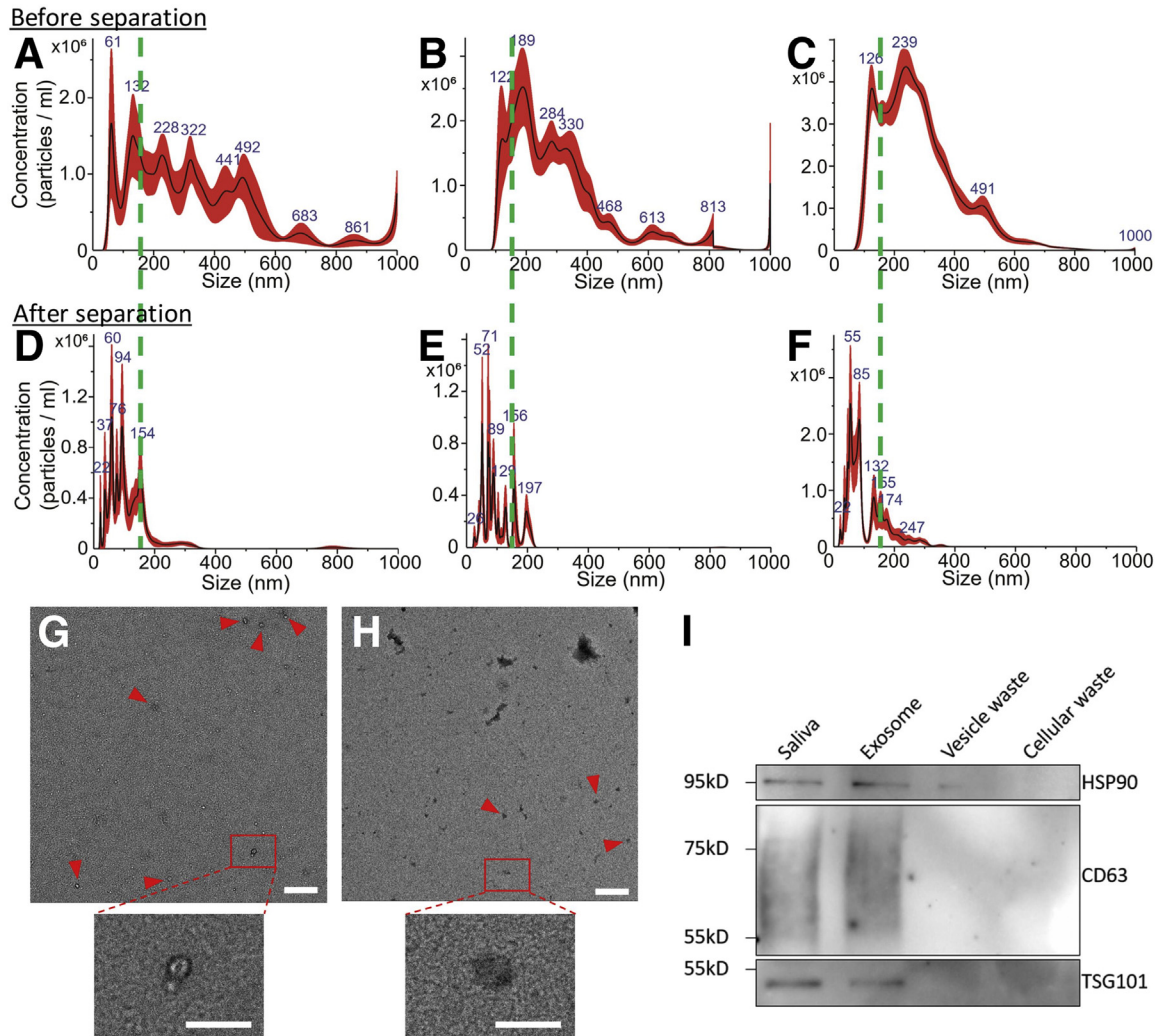 Before separation
A
x10⁶
61
132
228
322
441
492
683
861
2.0
1.0
0
Concentration
(particles / ml)
0 200 400 600 800 1000
Size (nm)
B
x10⁶
122
189
284
330
468
613
813
2.0
1.0
0
0 200 400 600 800 1000
Size (nm)
C
x10⁶
126
239
491
1000
4.0
3.0
2.0
1.0
0
0 200 400 600 800 1000
Size (nm)
After separation
D
x10⁶
22
37
60
76
94
154
1.2
0.8
0.4
0
Concentration
(particles / ml)
0 200 400 600 800 1000
Size (nm)
E
x10⁶
26
52
71
89
129
156
197
1.2
0.8
0.4
0
0 200 400 600 800 1000
Size (nm)
F
x10⁶
22
55
85
132
55
174
247
2.0
1.0
0
0 200 400 600 800 1000
Size (nm)
G
H
I
Saliva
Exosome
Vesicle waste
Cellular waste
95kD
HSP90
75kD
CD63
55kD
55kD
TSG101